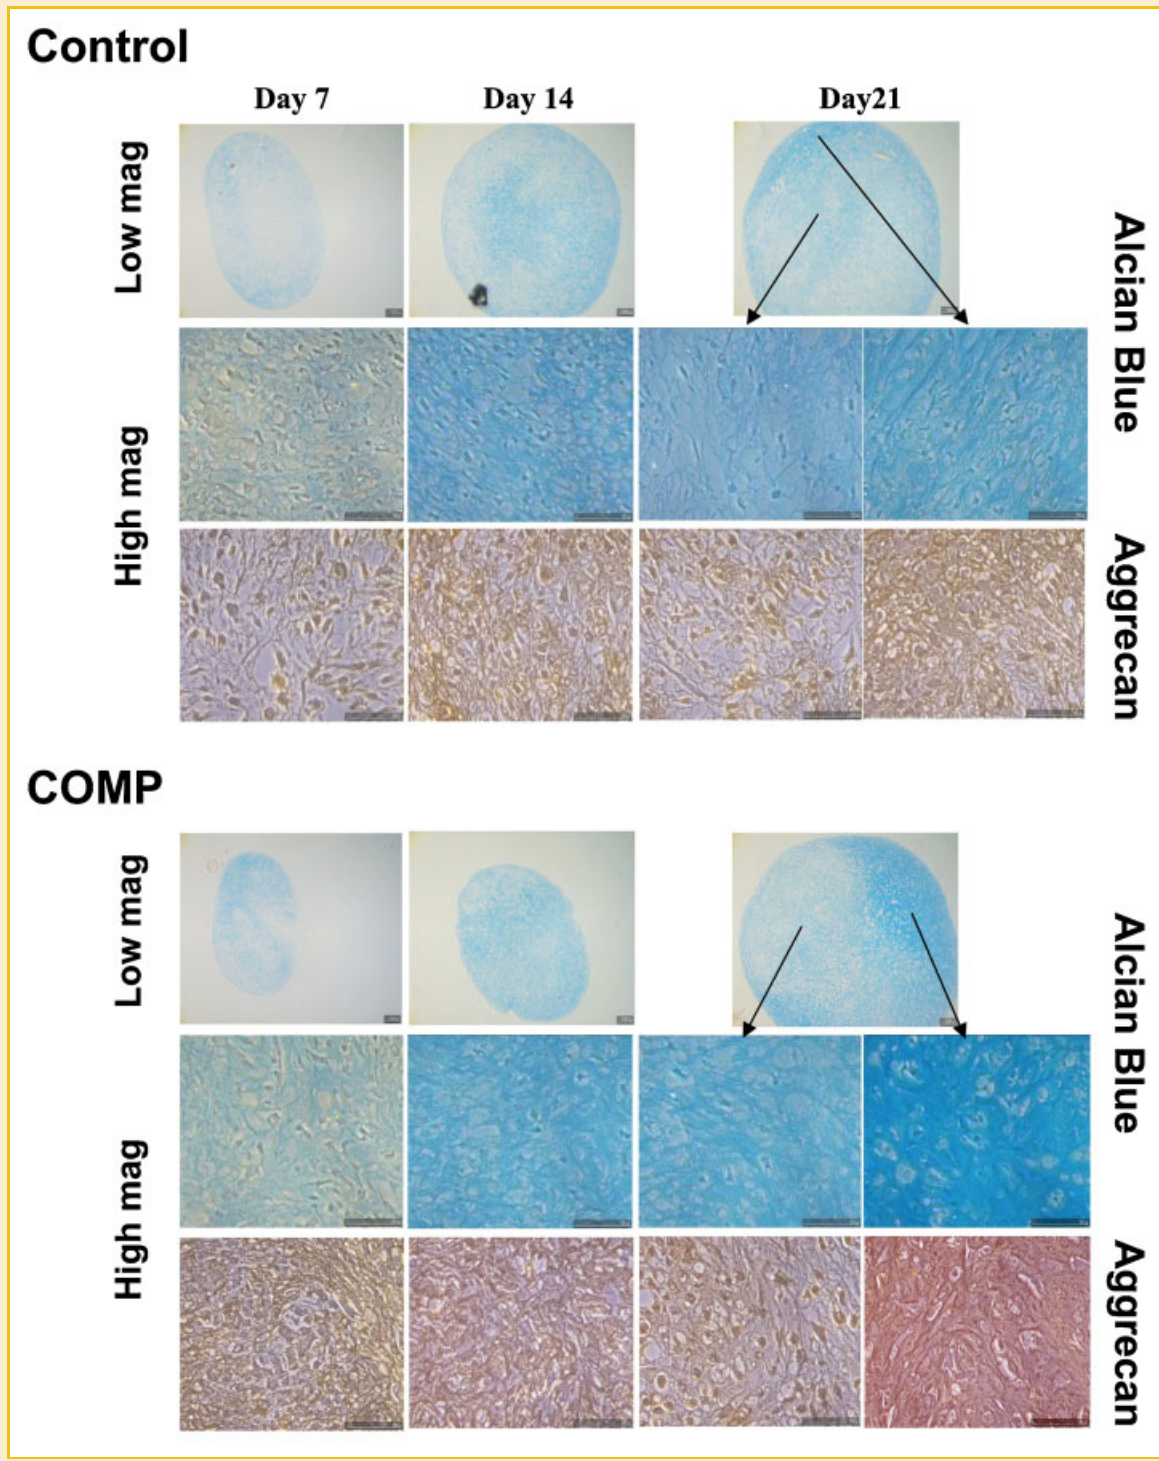 Control
Day 7
Day 14
Day21
Low mag
Alcian Blue
High mag
Aggrecan
COMP
Low mag
Alcian Blue
High mag
Aggrecan